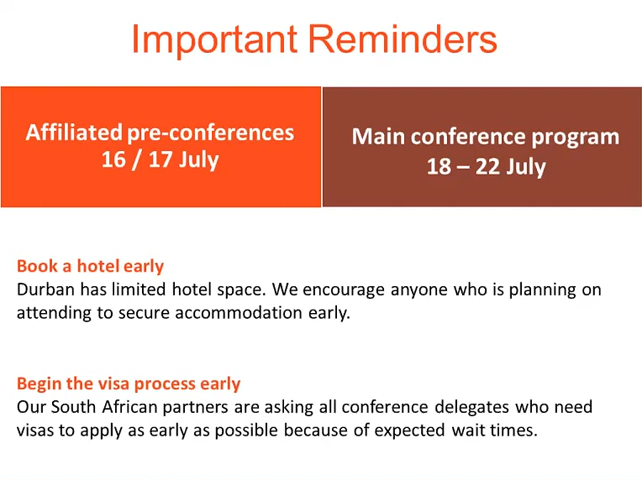 Important Reminders
Affiliated pre-conferences
16 / 17 July
Main conference program
18 – 22 July
Book a hotel early
Durban has limited hotel space. We encourage anyone who is planning on
attending to secure accommodation early.
Begin the visa process early
Our South African partners are asking all conference delegates who need
visas to apply as early as possible because of expected wait times.